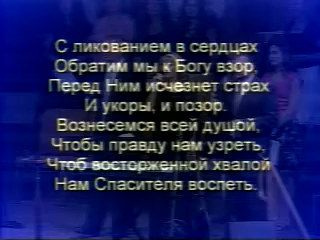 С ликованием в сердцах
Обратим мы к Богу взор.
Перед Ним исчезнет страх
И укоры, и позор.
Вознесемся всей душой,
Чтобы правду нам узреть,
Чтоб восторженной хвалой
Нам Спасителя воспеть.